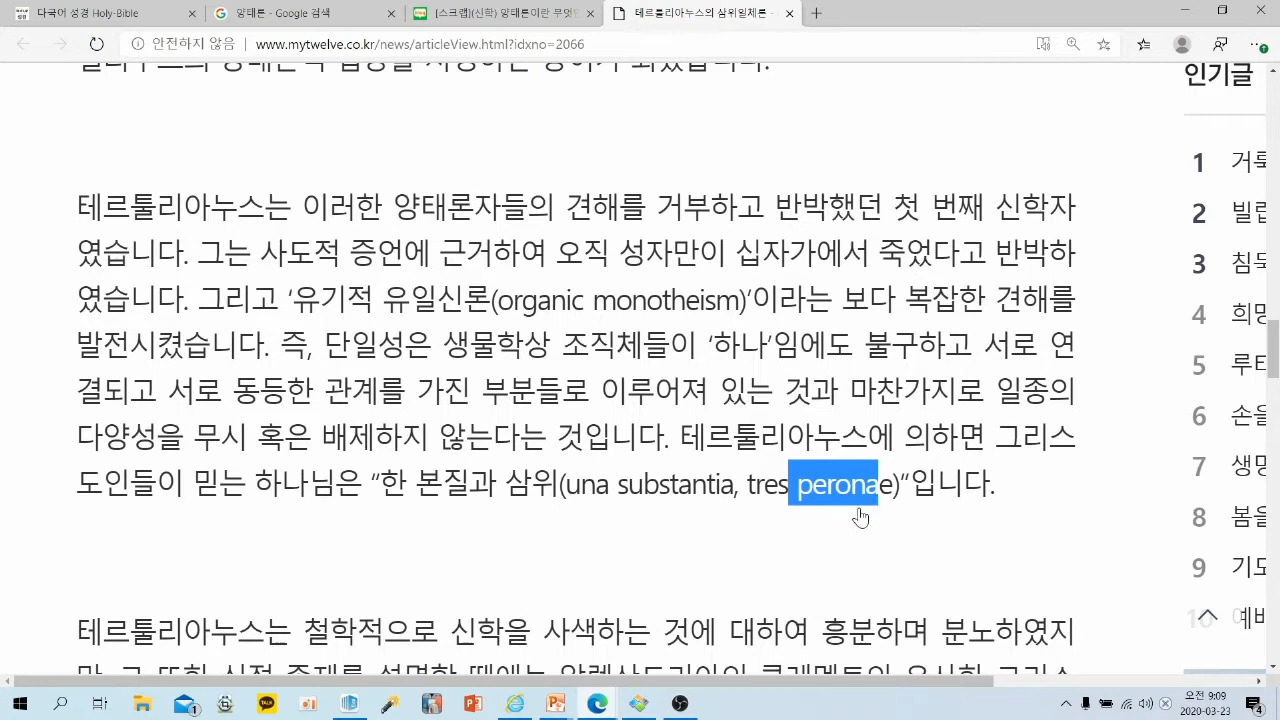 다국어 성경 Holy-Bible
양태론 - Google 검색
[스크랩](신학) 양태론이란 무엇인
테르툴리아누스의 삼위일체론 -
안전하지 않음 | www.mytwelve.co.kr/news/articleView.html?idxno=2066
인기글
테르툴리아누스는 이러한 양태론자들의 견해를 거부하고 반박했던 첫 번째 신학자
였습니다. 그는 사도적 증언에 근거하여 오직 성자만이 십자가에서 죽었다고 반박하
였습니다. 그리고 ‘유기적 유일신론(organic monotheism)’이라는 보다 복잡한 견해를
발전시켰습니다. 즉, 단일성은 생물학상 조직체들이 ‘하나’임에도 불구하고 서로 연
결되고 서로 동등한 관계를 가진 부분들로 이루어져 있는 것과 마찬가지로 일종의
다양성을 무시 혹은 배제하지 않는다는 것입니다. 테르툴리아누스에 의하면 그리스
도인들이 믿는 하나님은 “한 본질과 삼위(una substantia, tres peronae)”입니다.
테르툴리아누스는 철학적으로 신학을 사색하는 것에 대하여 흥분하며 분노하였지
1 거룩
2 빌립
3 침묵
4 희망
5 루터
6 손을
7 생명
8 봄을
9 기도
10 예배
오전 9:09
2020-03-23